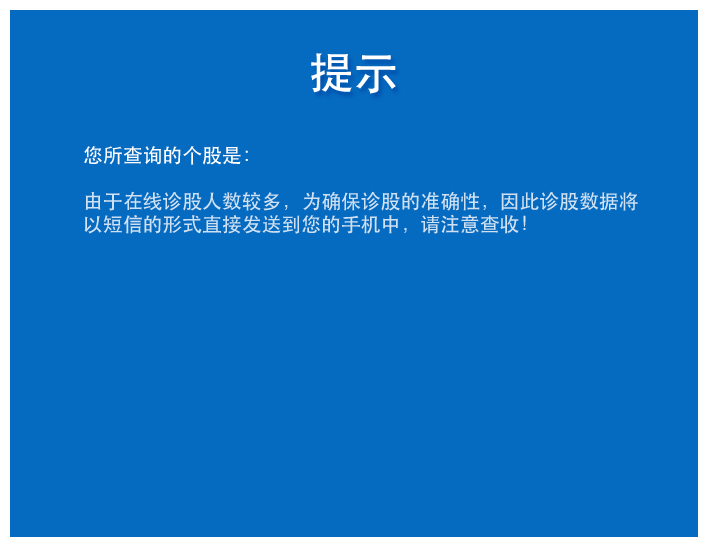 提示
您所查询的个股是：
由于在线诊股人数较多，为确保诊股的准确性，因此诊股数据将
以短信的形式直接发送到您的手机中，请注意查收！